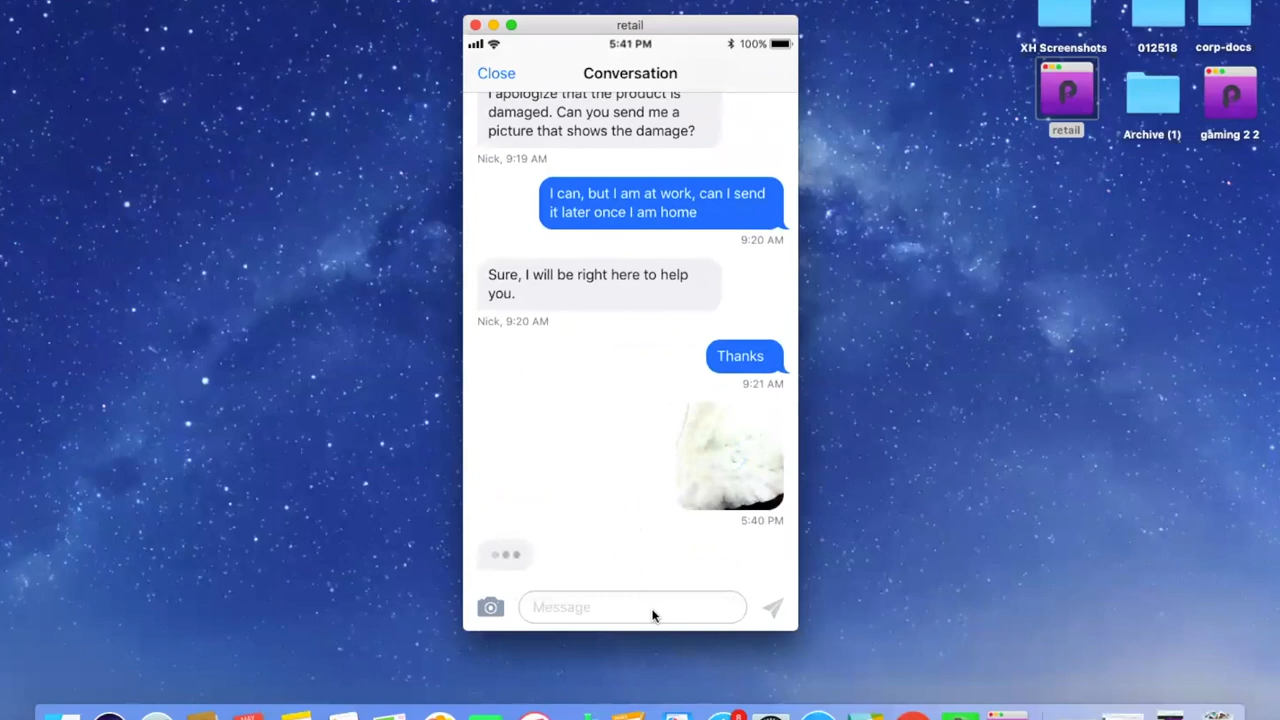 retail
5:41 PM
100%
Close
Conversation
I apologize that the product is
damaged. Can you send me a
picture that shows the damage?
Nick, 9:19 AM
I can, but I am at work, can I send
it later once I am home
9:20 AM
Sure, I will be right here to help
you.
Nick, 9:20 AM
Thanks
9:21 AM
5:40 PM
Message
XH Screenshots
012518
corp-docs
retail
Archive (1)
gaming 2 2
MAY
8